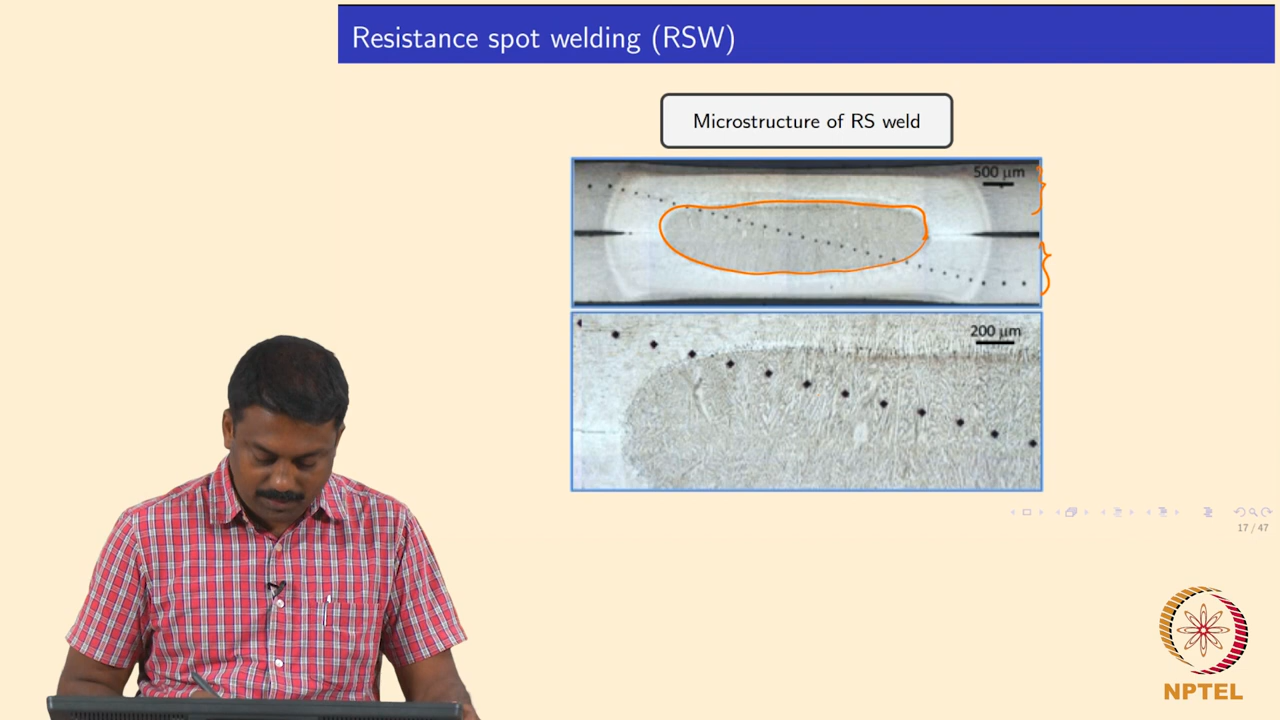 Resistance spot welding (RSW)
Microstructure of RS weld
500 µm
200 µm
17 / 47
NPTEL